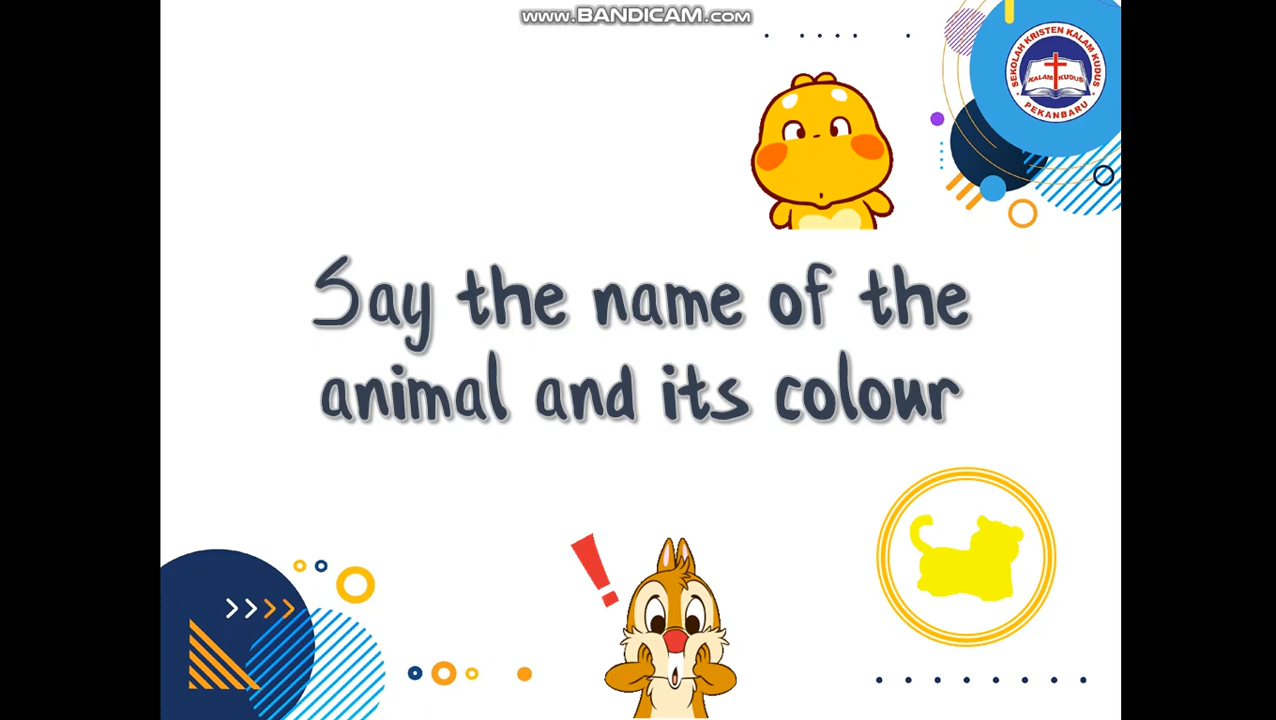 www.BANDICAM.com
SEKOLAH KRISTEN KALAM KUDUS
KALAM KUDUS
PEKANBARU
Say the name of the
animal and its colour